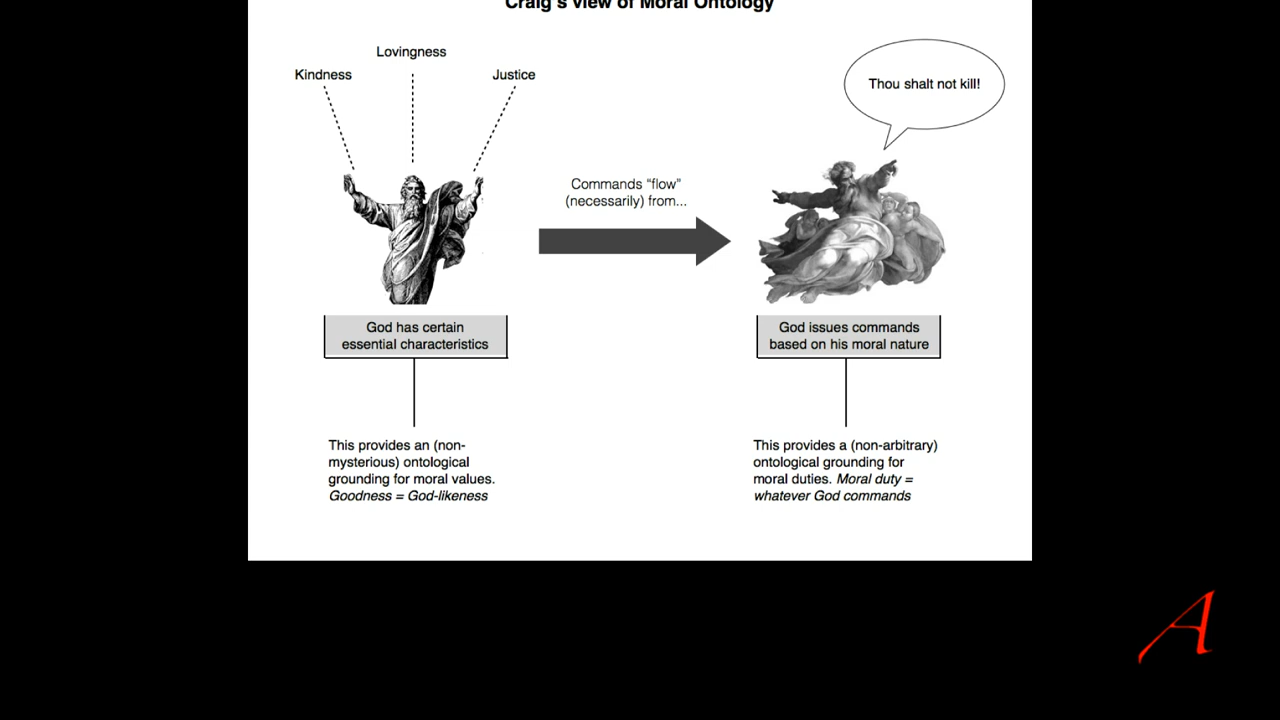 Craig's view of Moral Ontology
Lovingness
Kindness
Justice
Thou shalt not kill!
Commands “flow”
(necessarily) from...
God has certain
essential characteristics
God issues commands
based on his moral nature
This provides an (non-
mysterious) ontological
grounding for moral values.
Goodness = God-likeness
This provides a (non-arbitrary)
ontological grounding for
moral duties. Moral duty =
whatever God commands
A